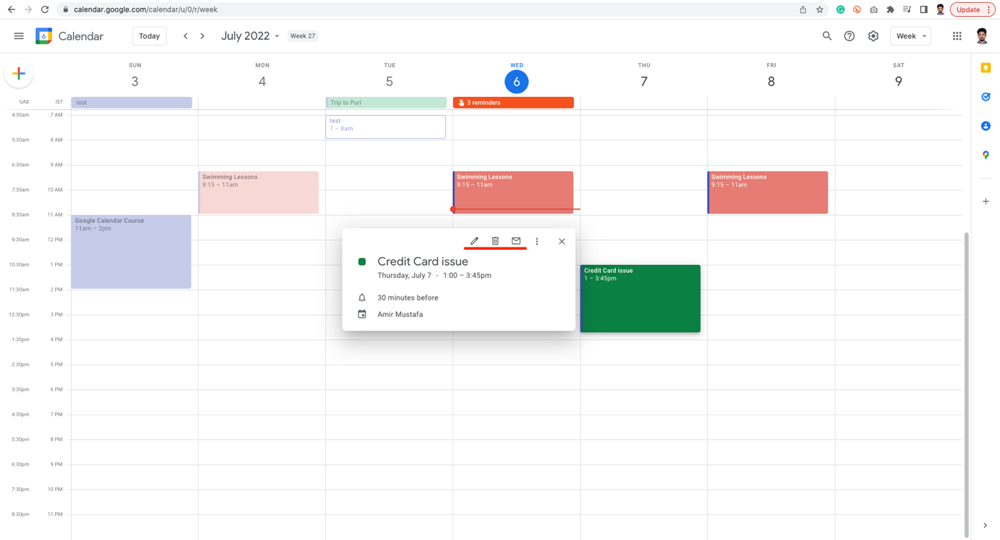 calendar.google.com/calendar/u/0/r/week
Update
6
Calendar
Today
July 2022
Week 27
Week
SUN
MON
TUE
WED
THU
FRI
SAT
3
4
5
6
7
8
9
UAE
IST
test
Trip to Puri
3 reminders
4:30am
7 AM
test
7 – 8am
5:30am
8 AM
6:30am
9 AM
Swimming Lessons
9:15 – 11am
Swimming Lessons
9:15 – 11am
Swimming Lessons
9:15 – 11am
7:30am
10 AM
8:30am
11 AM
Google Calendar Course
11am – 2pm
9:30am
12 PM
Credit Card issue
Thursday, July 7 · 1:00 – 3:45pm
30 minutes before
Amir Mustafa
10:30am
1 PM
Credit Card issue
1 – 3:45pm
11:30am
2 PM
12:30pm
3 PM
1:30pm
4 PM
2:30pm
5 PM
3:30pm
6 PM
4:30pm
7 PM
5:30pm
8 PM
6:30pm
9 PM
7:30pm
10 PM
8:30pm
11 PM